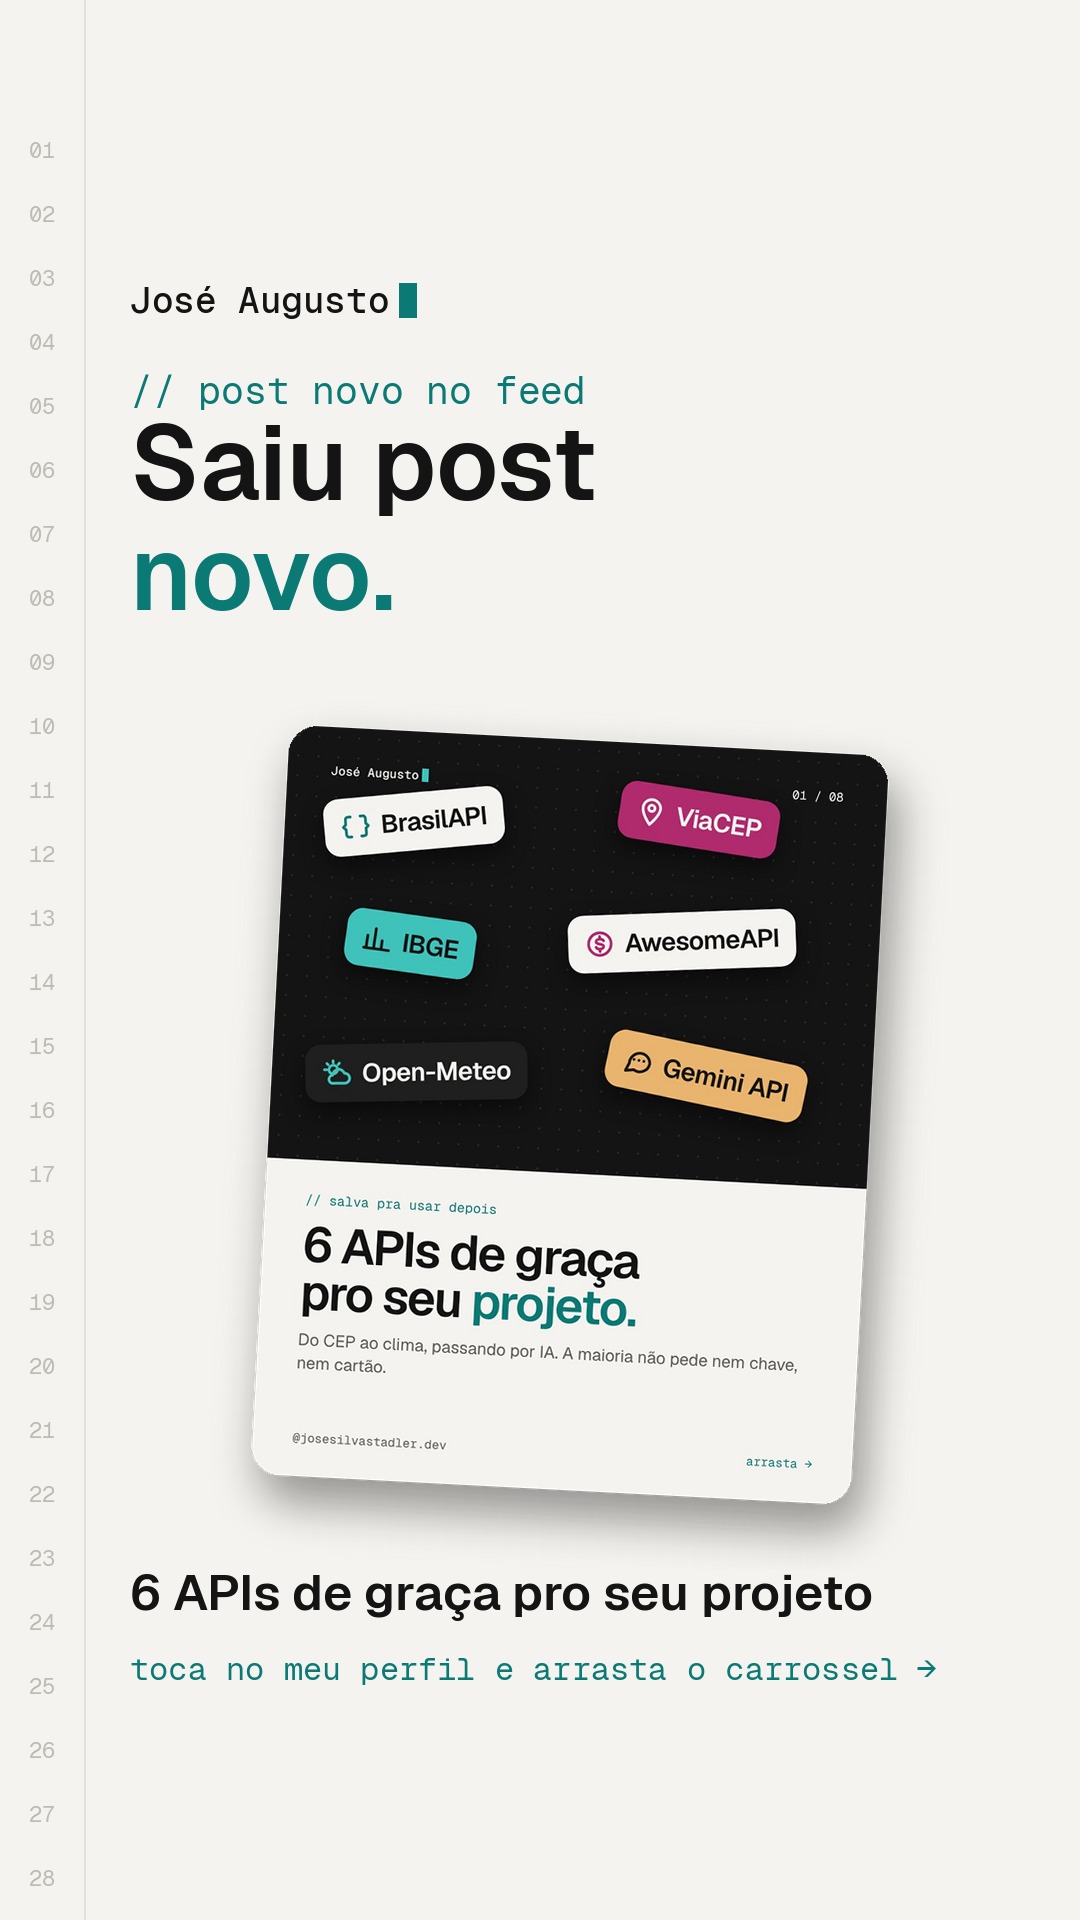 01
02
03
04
05
06
07
08
09
10
11
12
13
14
15
16
17
18
19
20
21
22
23
24
25
26
27
28
José Augusto
// post novo no feed
Saiu post
novo.
José Augusto
01 / 08
{} BrasilAPI
ViaCEP
IBGE
$ AwesomeAPI
Open-Meteo
Gemini API
// salva pra usar depois
6 APIs de graça
pro seu projeto.
Do CEP ao clima, passando por IA. A maioria não pede nem chave,
nem cartão.
@josesilvastadler.dev
arrasta →
6 APIs de graça pro seu projeto
toca no meu perfil e arrasta o carrossel →